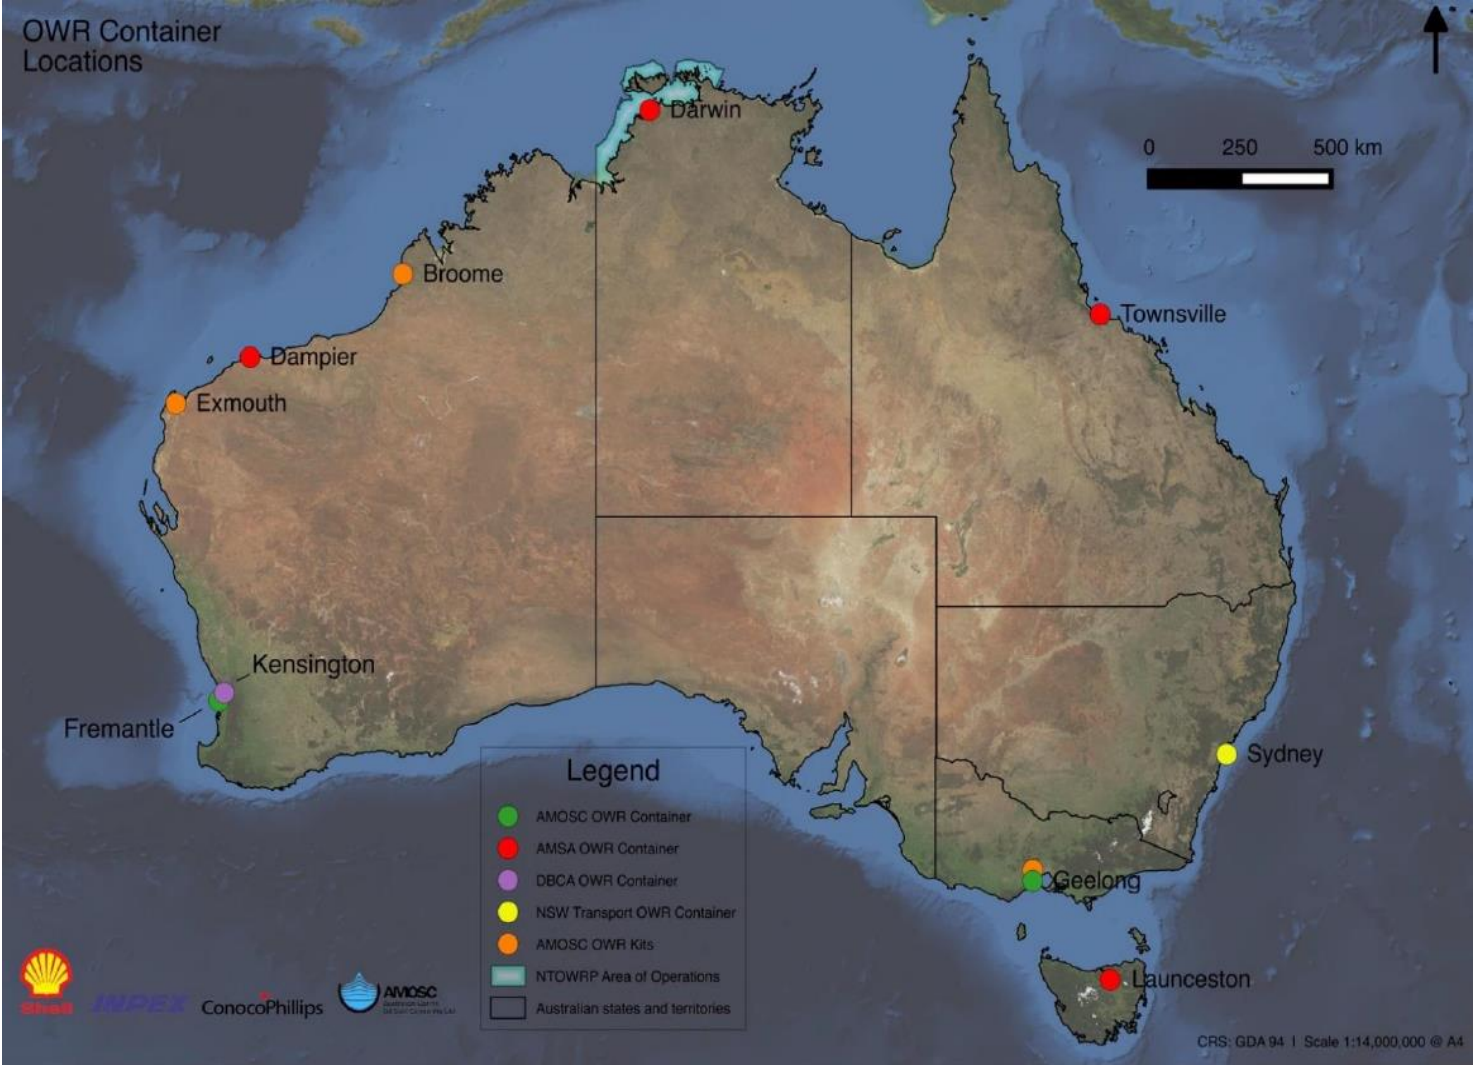 OWR Container
Locations
Darwin
0 250 500 km
Broome
Townsville
Dampier
Exmouth
Kensington
Fremantle
Sydney
Legend
AMOSC OWR Container
AMSA OWR Container
DBCA OWR Container
NSW Transport OWR Container
AMOSC OWR Kits
NTOWRP Area of Operations
Australian states and territories
Geelong
Launceston
Shell
INPEX
ConocoPhillips
AMOSC
CRS: GDA 94 | Scale 1:14,000,000 @ A4